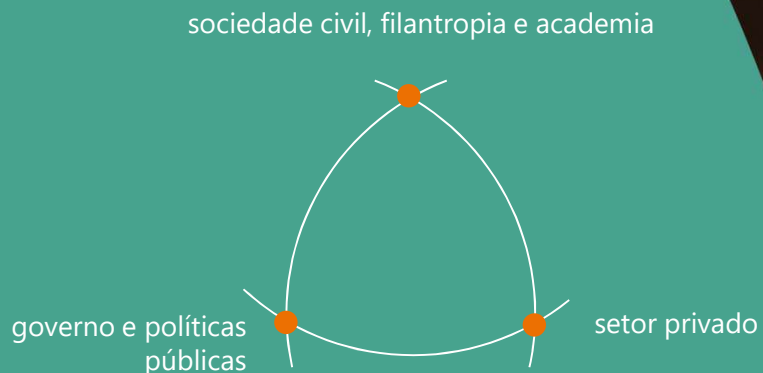 sociedade civil, filantropia e academia
governo e políticas
públicas
setor privado